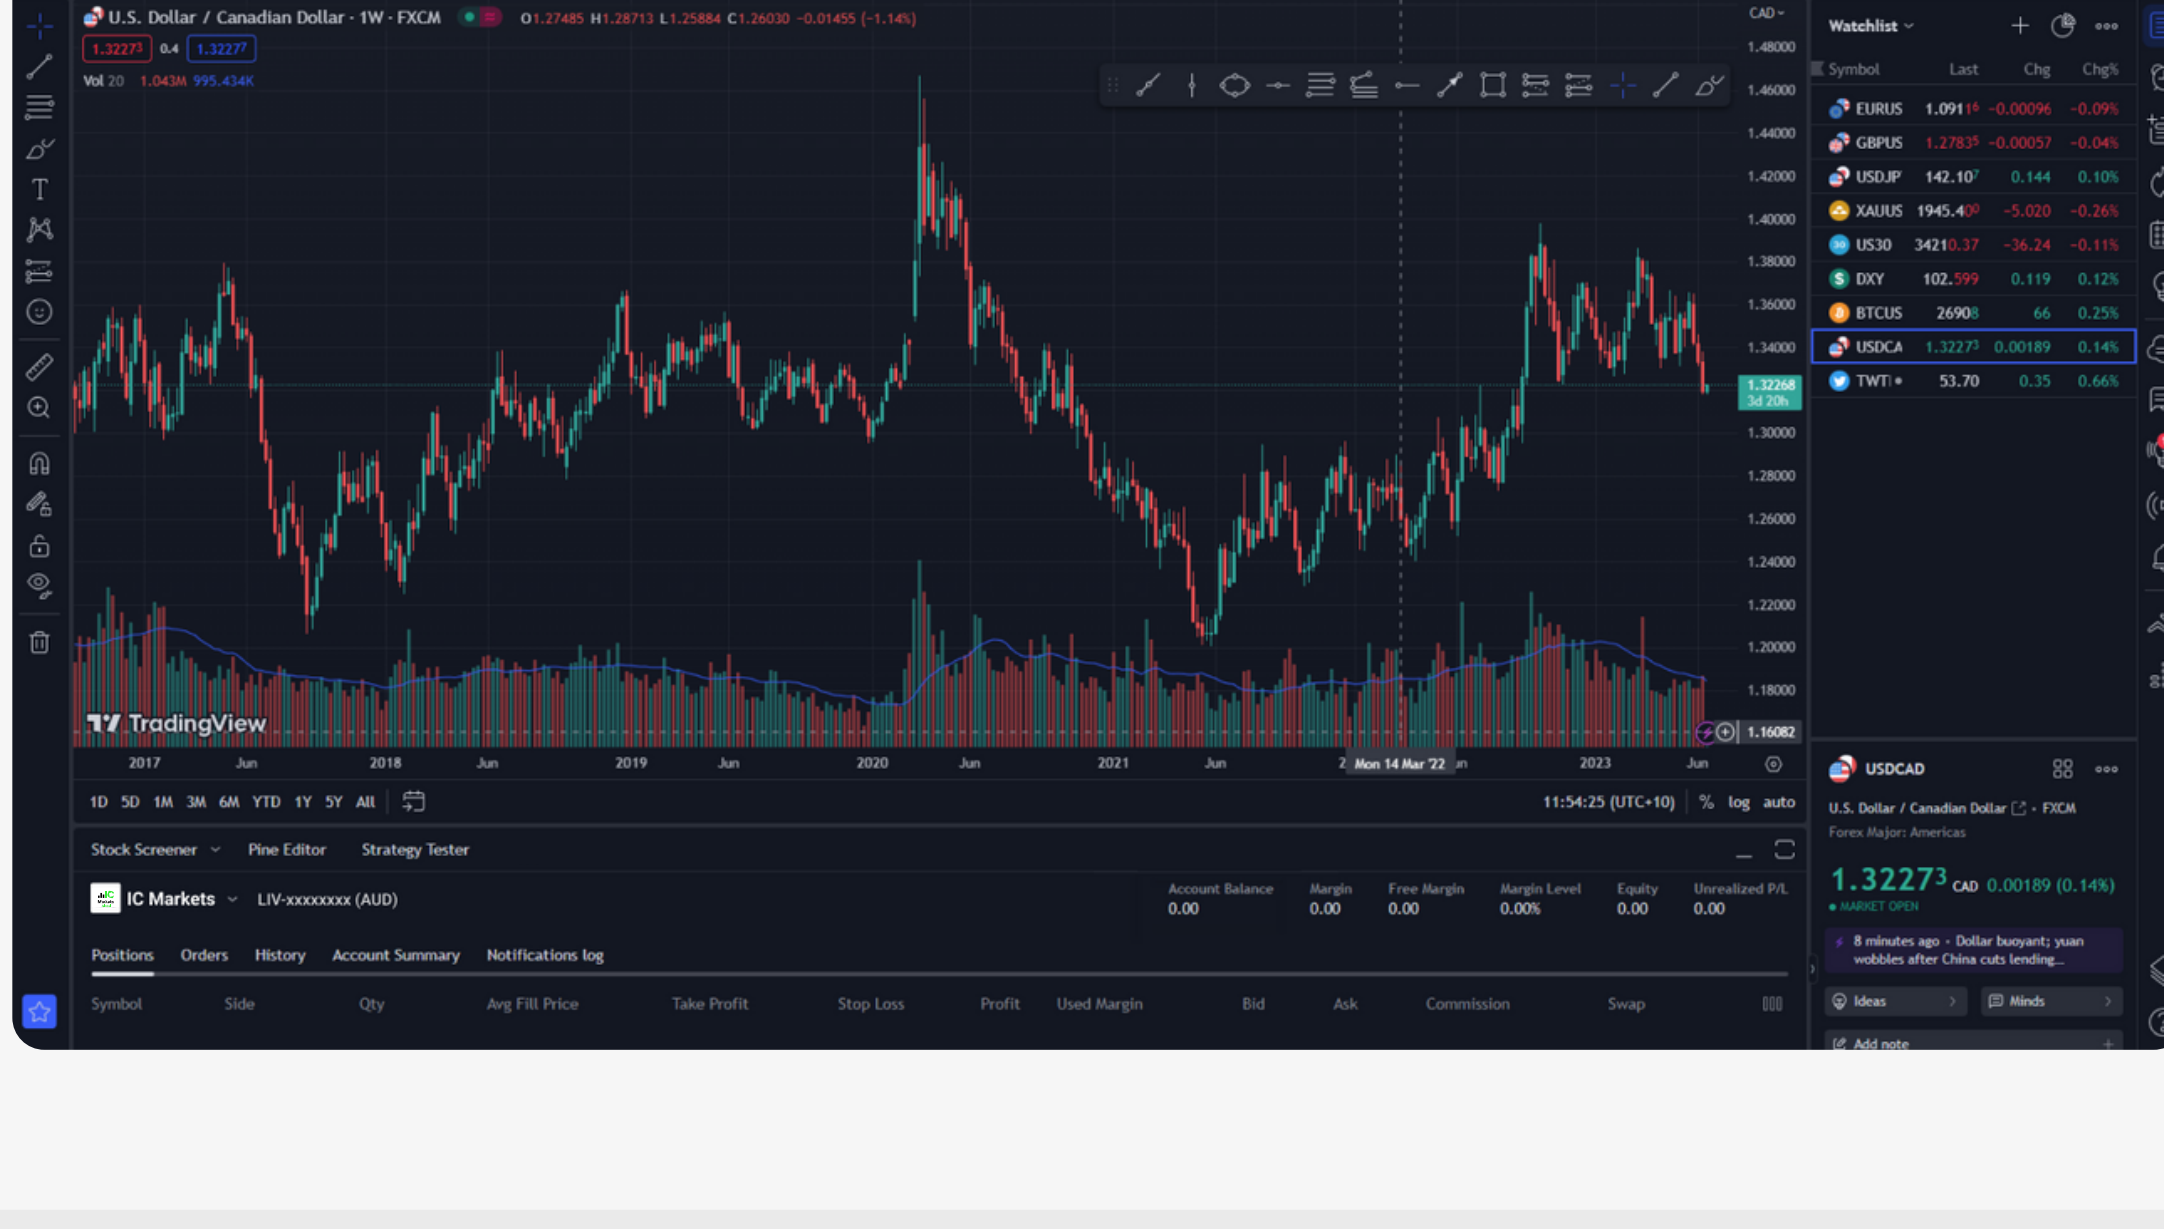 U.S. Dollar / Canadian Dollar · 1W · FXCM
O1.27485 H1.28713 L1.25884 C1.26030 −0.01455 (−1.14%)
1.32273 0.4 1.32277
Vol 20 1.043M 995.434K
CAD
1.48000
1.46000
1.44000
1.42000
1.40000
1.38000
1.36000
1.34000
1.32268
3d 20h
1.30000
1.28000
1.26000
1.24000
1.22000
1.20000
1.18000
1.16082
TradingView
2017 Jun 2018 Jun 2019 Jun 2020 Jun 2021 Jun Mon 14 Mar '22 2023 Jun
1D 5D 1M 3M 6M YTD 1Y 5Y All
11:54:25 (UTC+10) % log auto
Stock Screener Pine Editor Strategy Tester
IC Markets LIV-xxxxxxxx (AUD)
Account Balance Margin Free Margin Margin Level Equity Unrealized P/L
0.00 0.00 0.00 0.00% 0.00 0.00
Positions Orders History Account Summary Notifications log
Symbol Side Qty Avg Fill Price Take Profit Stop Loss Profit Used Margin Bid Ask Commission Swap
Watchlist
Symbol Last Chg Chg%
EURUS 1.09116 −0.00096 −0.09%
GBPUS 1.27835 −0.00057 −0.04%
USDJP 142.107 0.144 0.10%
XAUUS 1945.400 −5.020 −0.26%
30 US30 34210.37 −36.24 −0.11%
DXY 102.599 0.119 0.12%
BTCUS 26908 66 0.25%
USDCA 1.32273 0.00189 0.14%
TWT 53.70 0.35 0.66%
USDCAD
U.S. Dollar / Canadian Dollar · FXCM
Forex Major: Americas
1.32273 CAD 0.00189 (0.14%)
MARKET OPEN
8 minutes ago · Dollar buoyant; yuan
wobbles after China cuts lending...
Ideas Minds
Add note